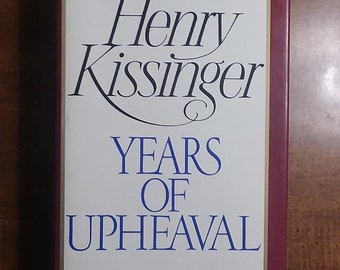 Henry
Kissinger
YEARS
OF
UPHEAVAL